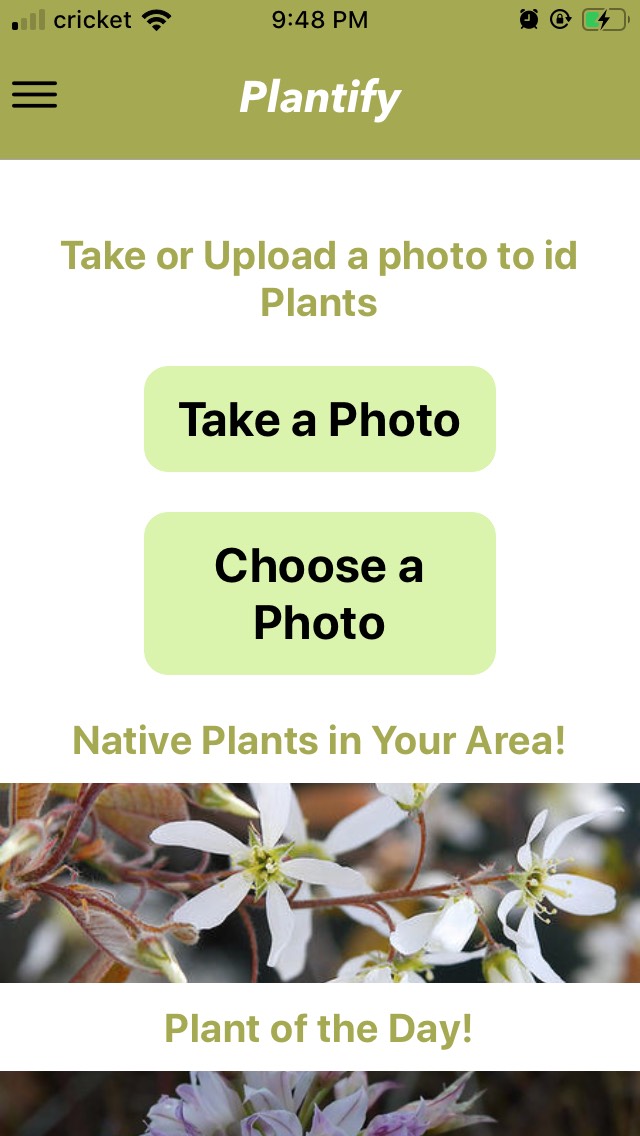 cricket 9:48 PM
Plantify
Take or Upload a photo to id
Plants
Take a Photo
Choose a
Photo
Native Plants in Your Area!
Plant of the Day!